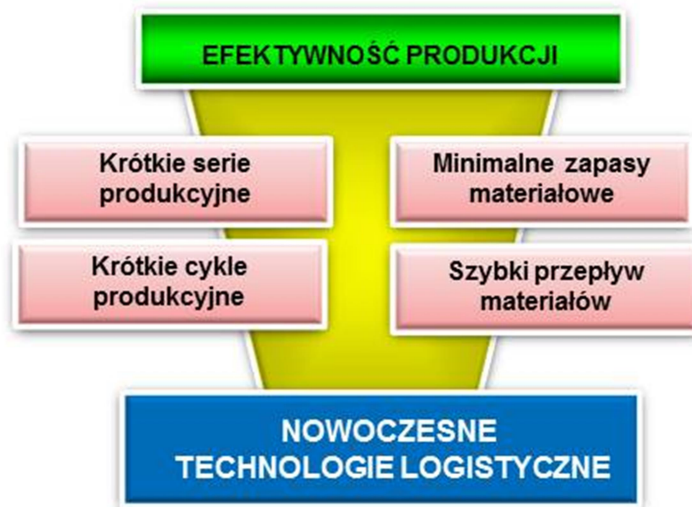 EFEKTYWNOŚĆ PRODUKCJI
Krótkie serie
produkcyjne
Minimalne zapasy
materiałowe
Krótkie cykle
produkcyjne
Szybki przepływ
materiałów
NOWOCZESNE
TECHNOLOGIE LOGISTYCZNE